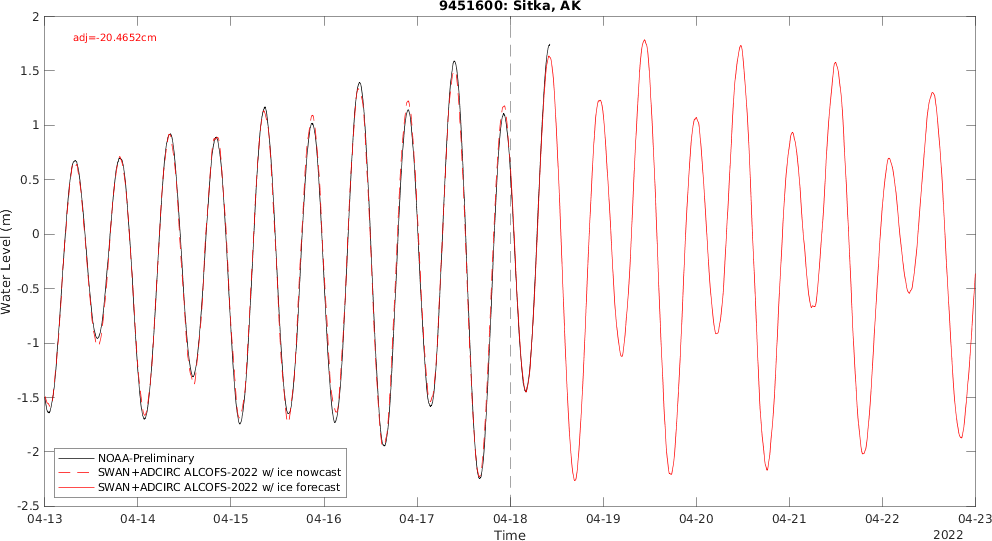 9451600: Sitka, AK
adj=-20.4652cm
Water Level (m)
2
1.5
1
0.5
0
-0.5
-1
-1.5
-2
-2.5
NOAA-Preliminary
SWAN+ADCIRC ALCOFS-2022 w/ ice nowcast
SWAN+ADCIRC ALCOFS-2022 w/ ice forecast
04-13 04-14 04-15 04-16 04-17 04-18 04-19 04-20 04-21 04-22 04-23
Time
2022